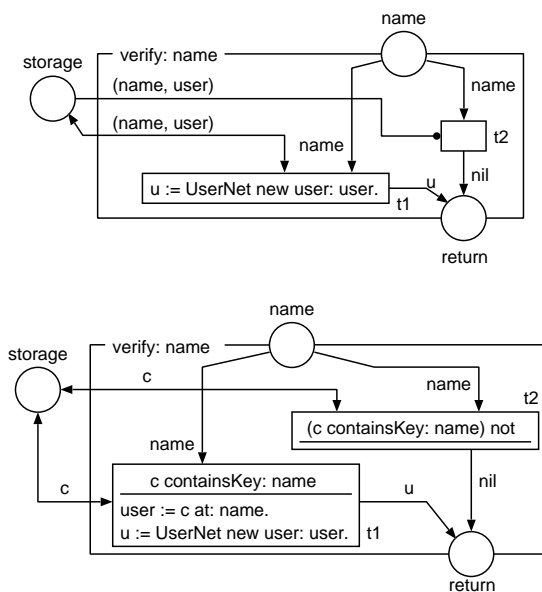 name
verify: name
storage
(name, user)
name
(name, user)
t2
name
u := UserNet new user: user.
u
nil
t1
return
name
verify: name
storage
c
name
t2
(c containsKey: name) not
name
c containsKey: name
c
u
nil
user := c at: name.
u := UserNet new user: user.
t1
return